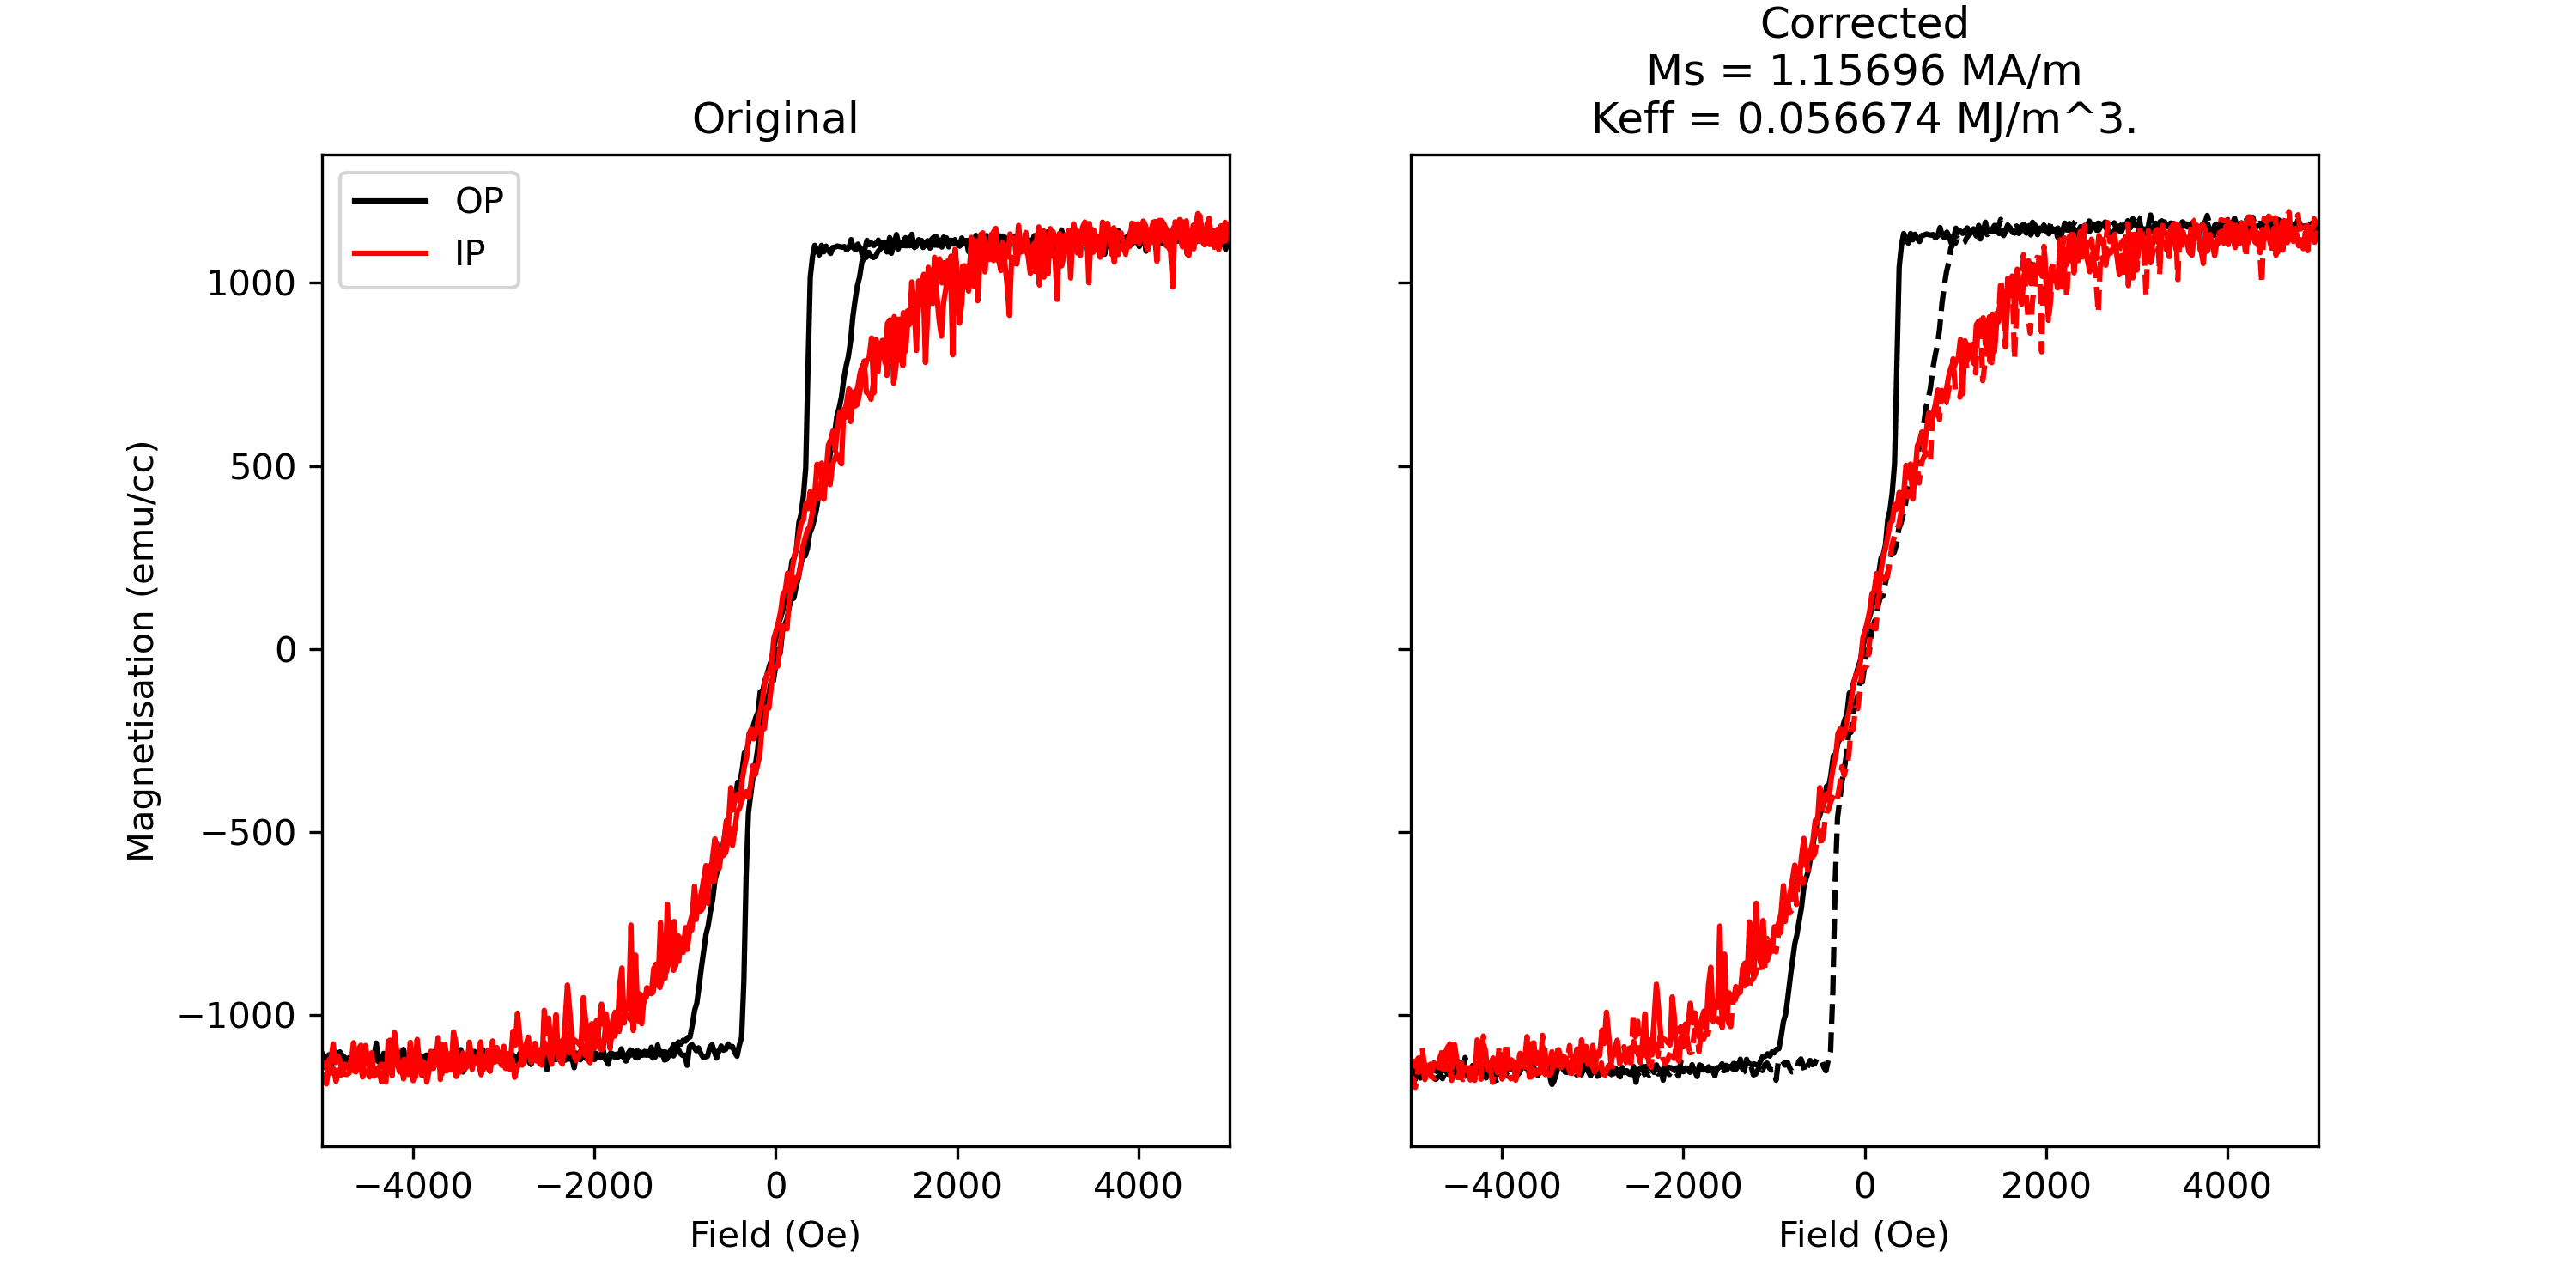 Original
Corrected
Ms = 1.15696 MA/m
Keff = 0.056674 MJ/m^3.
OP
IP
Magnetisation (emu/cc)
1000
500
0
−500
−1000
−4000
−2000
0
2000
4000
Field (Oe)
−4000
−2000
0
2000
4000
Field (Oe)